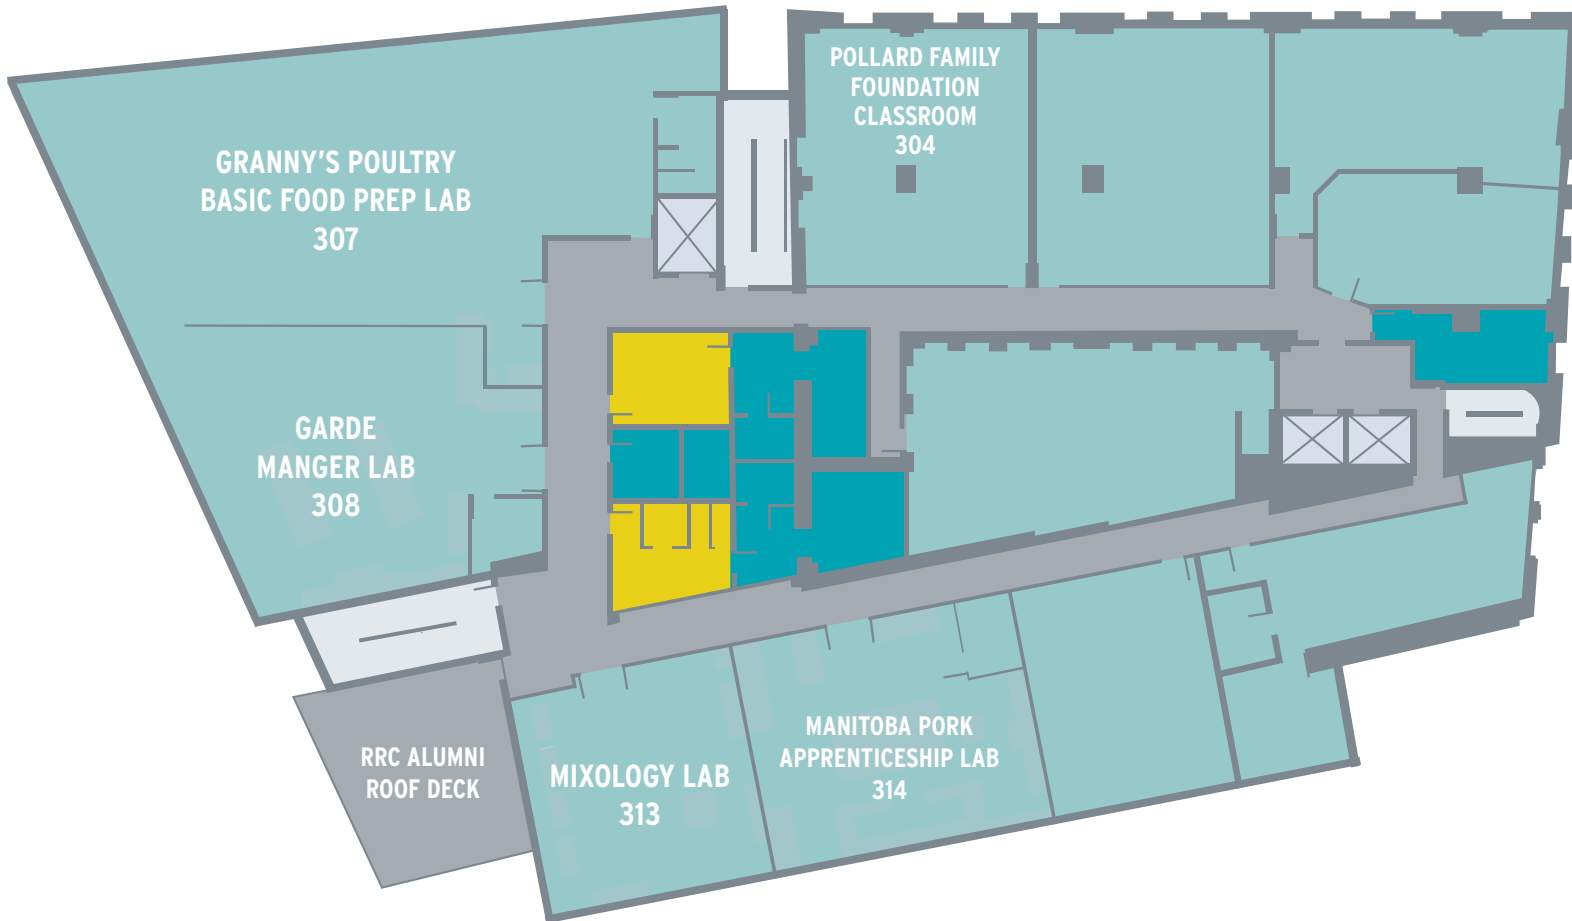 POLLARD FAMILY
FOUNDATION
CLASSROOM
304
GRANNY'S POULTRY
BASIC FOOD PREP LAB
307
GARDE
MANGER LAB
308
RRC ALUMNI
ROOF DECK
MIXOLOGY LAB
313
MANITOBA PORK
APPRENTICESHIP LAB
314